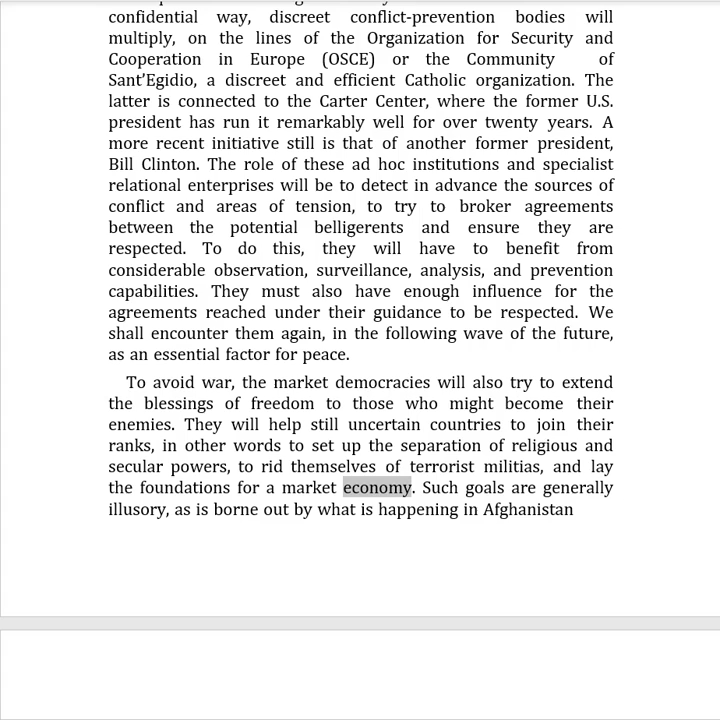 confidential way, discreet conflict-prevention bodies will
multiply, on the lines of the Organization for Security and
Cooperation in Europe (OSCE) or the Community of
Sant’Egidio, a discreet and efficient Catholic organization. The
latter is connected to the Carter Center, where the former U.S.
president has run it remarkably well for over twenty years. A
more recent initiative still is that of another former president,
Bill Clinton. The role of these ad hoc institutions and specialist
relational enterprises will be to detect in advance the sources of
conflict and areas of tension, to try to broker agreements
between the potential belligerents and ensure they are
respected. To do this, they will have to benefit from
considerable observation, surveillance, analysis, and prevention
capabilities. They must also have enough influence for the
agreements reached under their guidance to be respected. We
shall encounter them again, in the following wave of the future,
as an essential factor for peace.
To avoid war, the market democracies will also try to extend
the blessings of freedom to those who might become their
enemies. They will help still uncertain countries to join their
ranks, in other words to set up the separation of religious and
secular powers, to rid themselves of terrorist militias, and lay
the foundations for a market economy. Such goals are generally
illusory, as is borne out by what is happening in Afghanistan